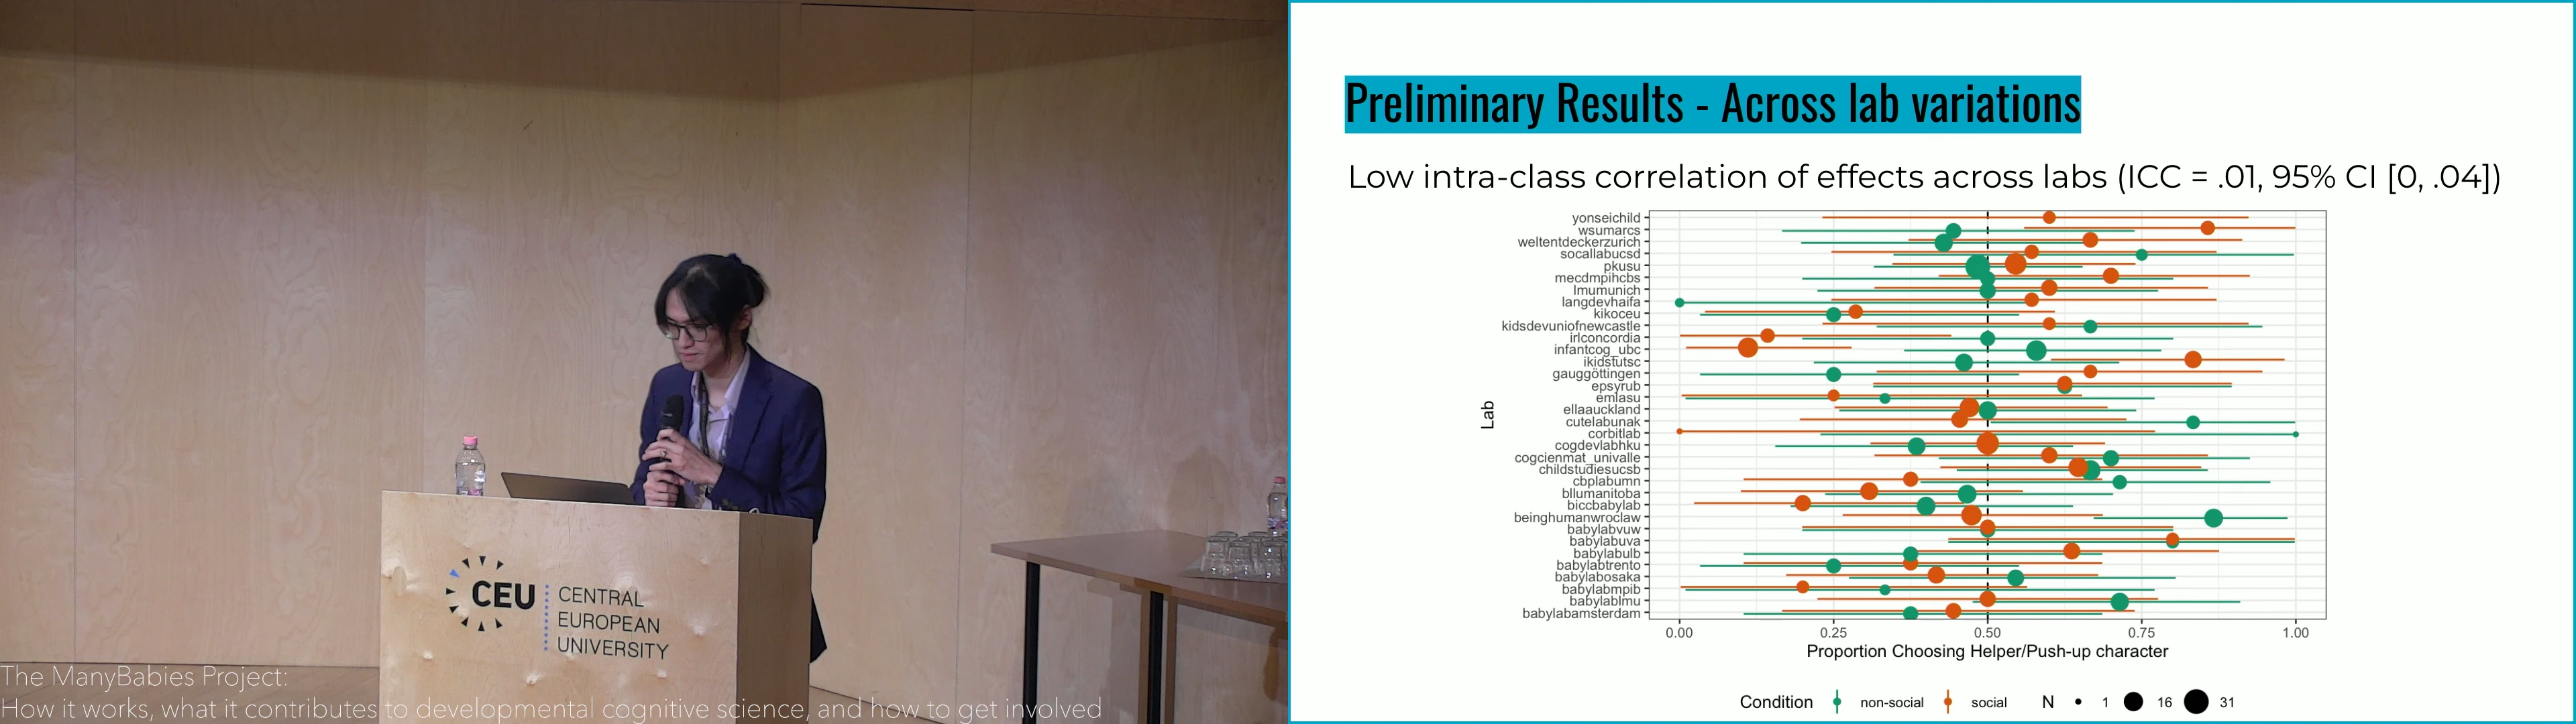 CEU
CENTRAL
EUROPEAN
UNIVERSITY
The ManyBabies Project:
How it works, what it contributes to developmental cognitive science, and how to get involved
Preliminary Results - Across lab variations
Low intra-class correlation of effects across labs (ICC = .01, 95% CI [0, .04])
Lab
yonseichild
wsumarcs
weltentdeckerzurich
socallabucsd
pkusu
mecdmpihcbs
lmumunich
langdevhaifa
kikoceu
kidsdevuniofnewcastle
irlconcordia
infantcog_ubc
ikidstutsc
gauggöttingen
epsyrub
emlasu
ellaauckland
cutelabunak
corbitlab
cogdevlabhku
cogcienmat_univalle
childstudiesucsb
cbplabumn
bllumanitoba
biccbabylab
beinghumanwroclaw
babylabvuw
babylabuva
babylabulb
babylabtrento
babylabosaka
babylabmpib
babylablmu
babylabamsterdam
0.00 0.25 0.50 0.75 1.00
Proportion Choosing Helper/Push-up character
Condition non-social social N 1 16 31